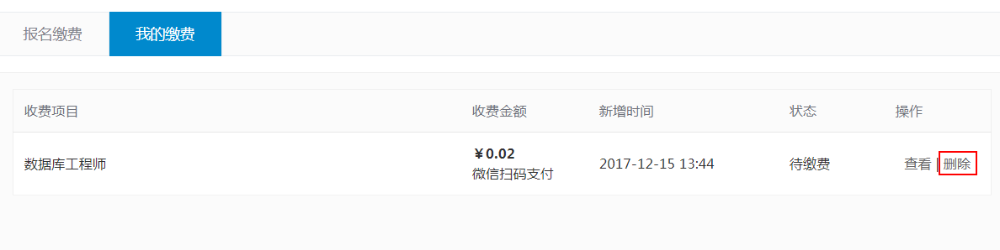 报名缴费 我的缴费
收费项目 收费金额 新增时间 状态 操作
数据库工程师 ¥0.02 微信扫码支付 2017-12-15 13:44 待缴费 查看 | 删除